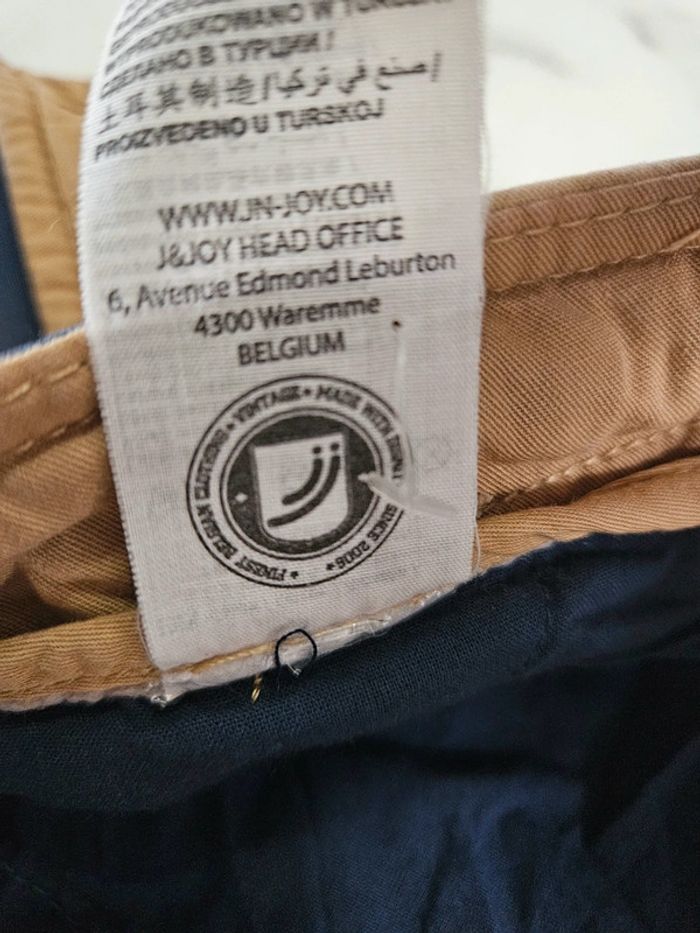 PRODUKOWANO W
СДЕЛАНО В ТУРЦИИ /
土耳其制造/صنع في تركيا/
PROIZVEDENO U TURSKOJ
WWW.JN-JOY.COM
J&JOY HEAD OFFICE
6, Avenue Edmond Leburton
4300 Waremme
BELGIUM
FINEST BELGIAN CLOTHING • VINTAGE • MADE WITH
SINCE 2006 •